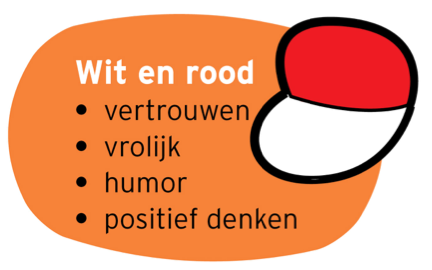 Wit en rood
• vertrouwen
• vrolijk
• humor
• positief denken